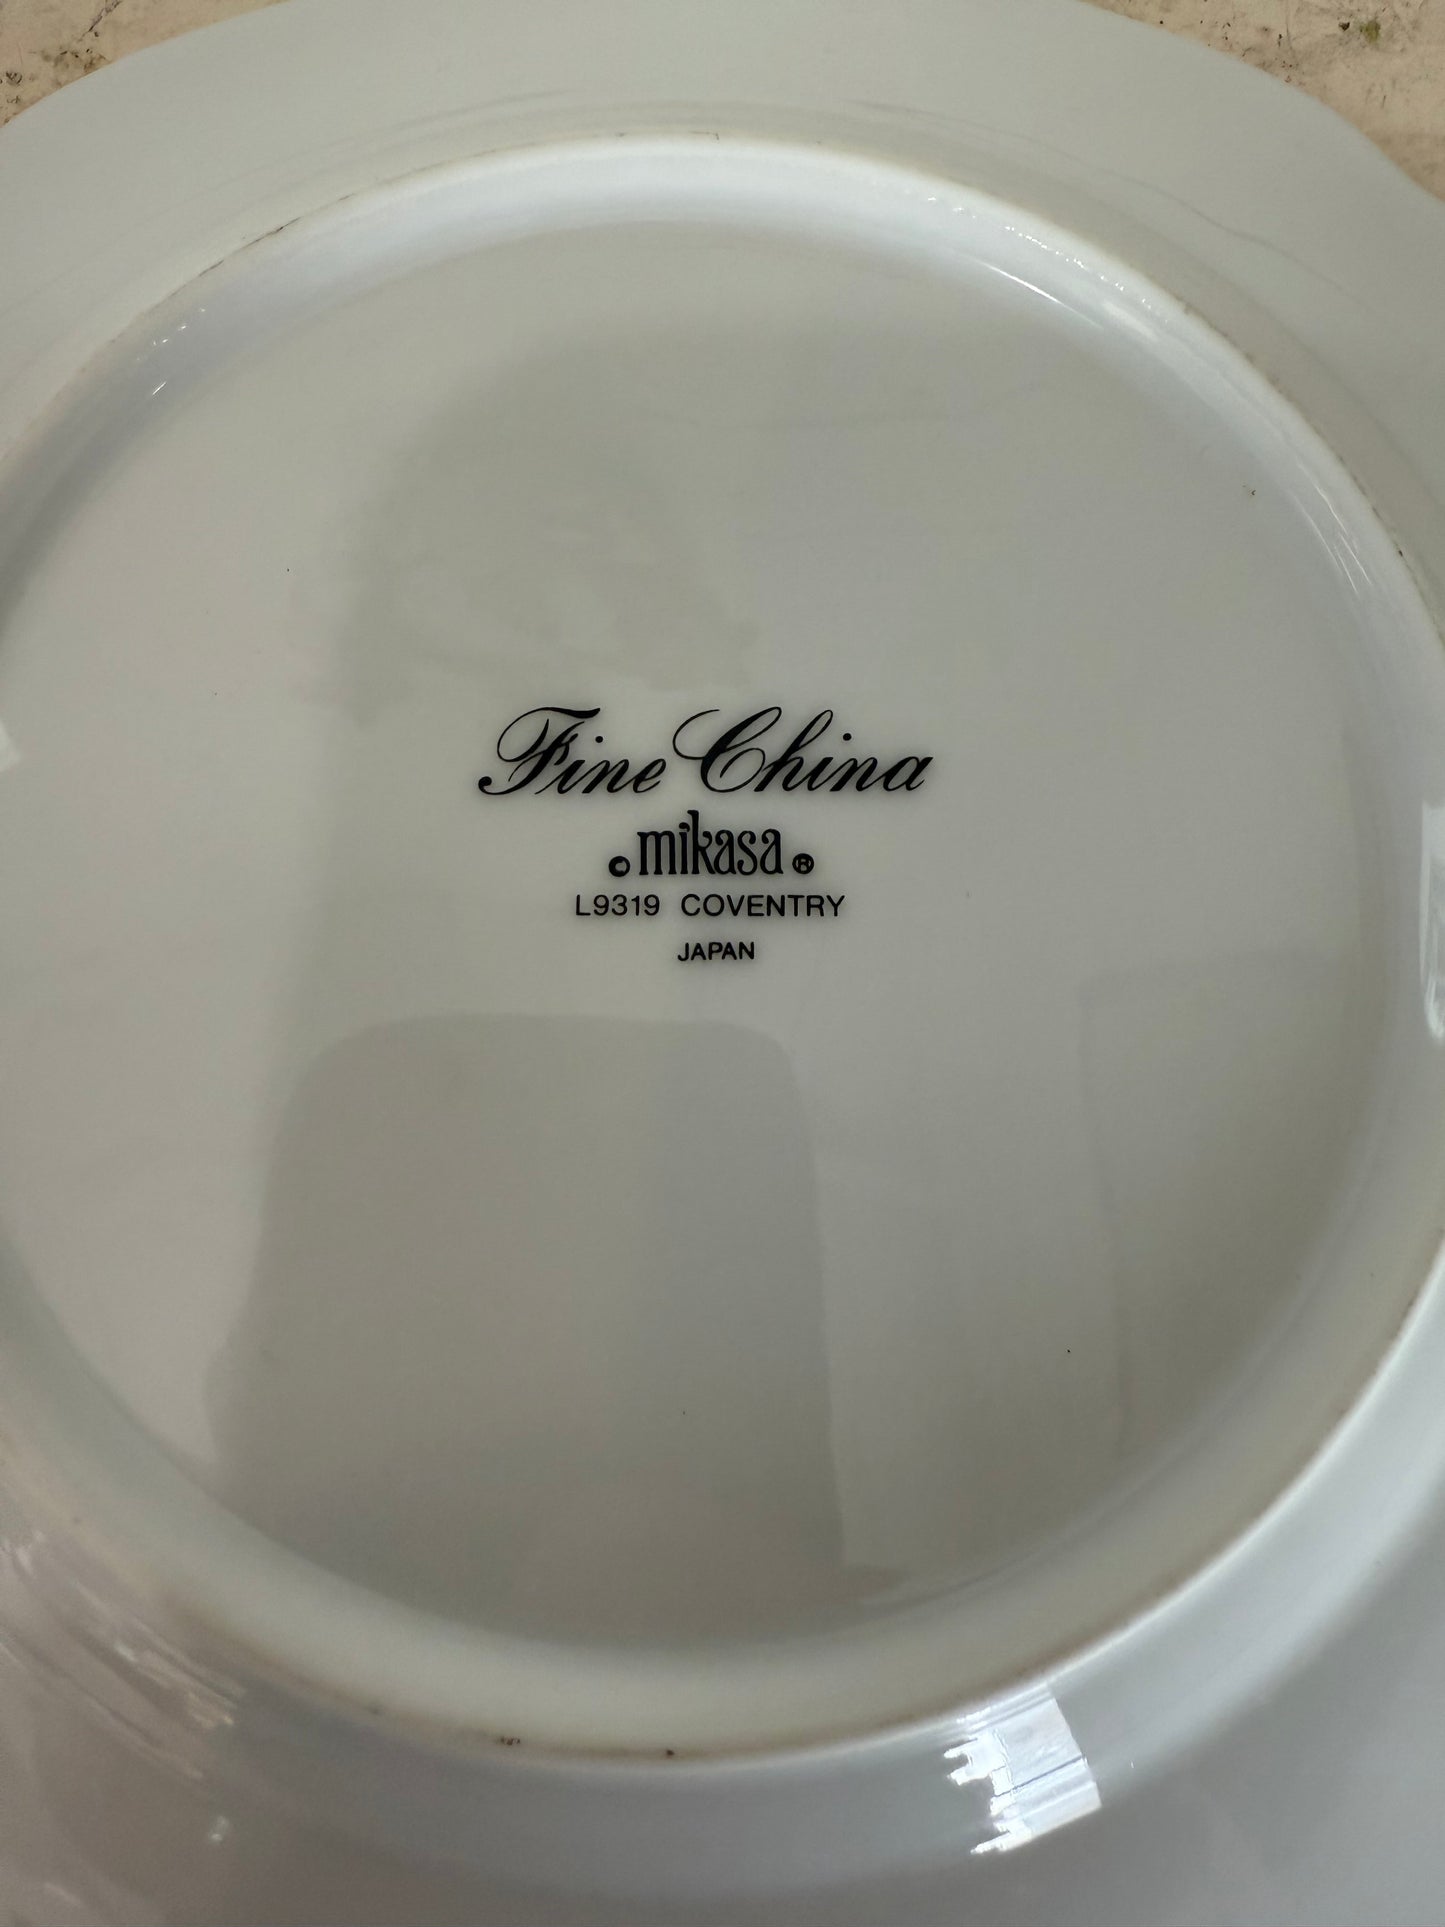 Fine China
© mikasa ®
L9319 COVENTRY
JAPAN